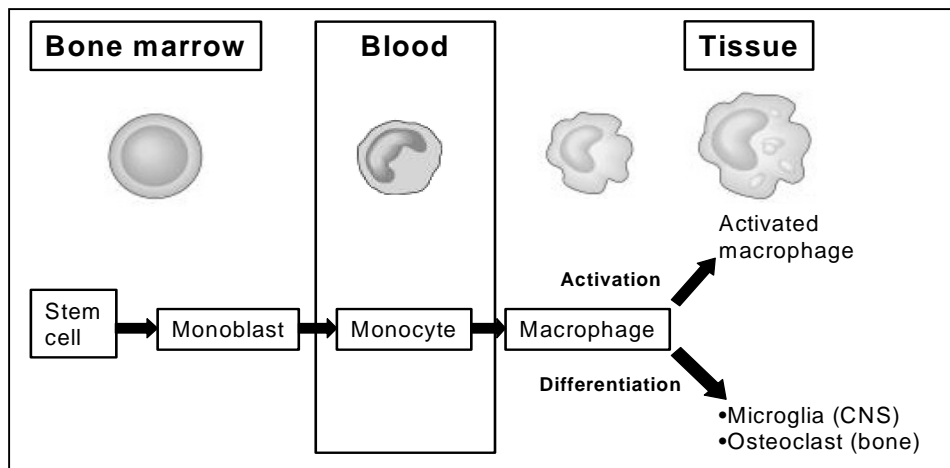 Bone marrow
Blood
Tissue
Activated
macrophage
Activation
Stem
cell
Monoblast
Monocyte
Macrophage
Differentiation
•Microglia (CNS)
•Osteoclast (bone)